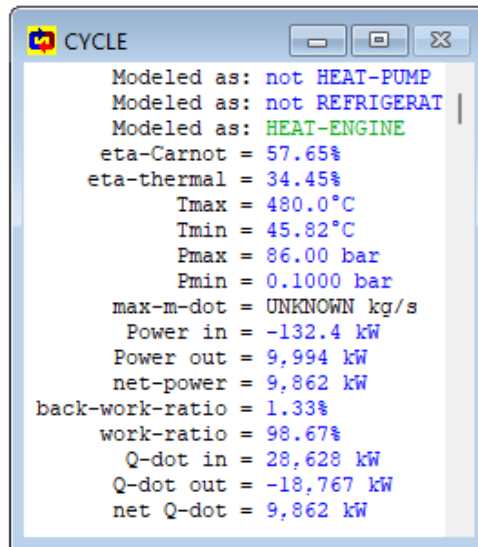 CYCLE
Modeled as: not HEAT-PUMP
Modeled as: not REFRIGERAT
Modeled as: HEAT-ENGINE
eta-Carnot = 57.65%
eta-thermal = 34.45%
Tmax = 480.0°C
Tmin = 45.82°C
Pmax = 86.00 bar
Pmin = 0.1000 bar
max-m-dot = UNKNOWN kg/s
Power in = -132.4 kW
Power out = 9,994 kW
net-power = 9,862 kW
back-work-ratio = 1.33%
work-ratio = 98.67%
Q-dot in = 28,628 kW
Q-dot out = -18,767 kW
net Q-dot = 9,862 kW